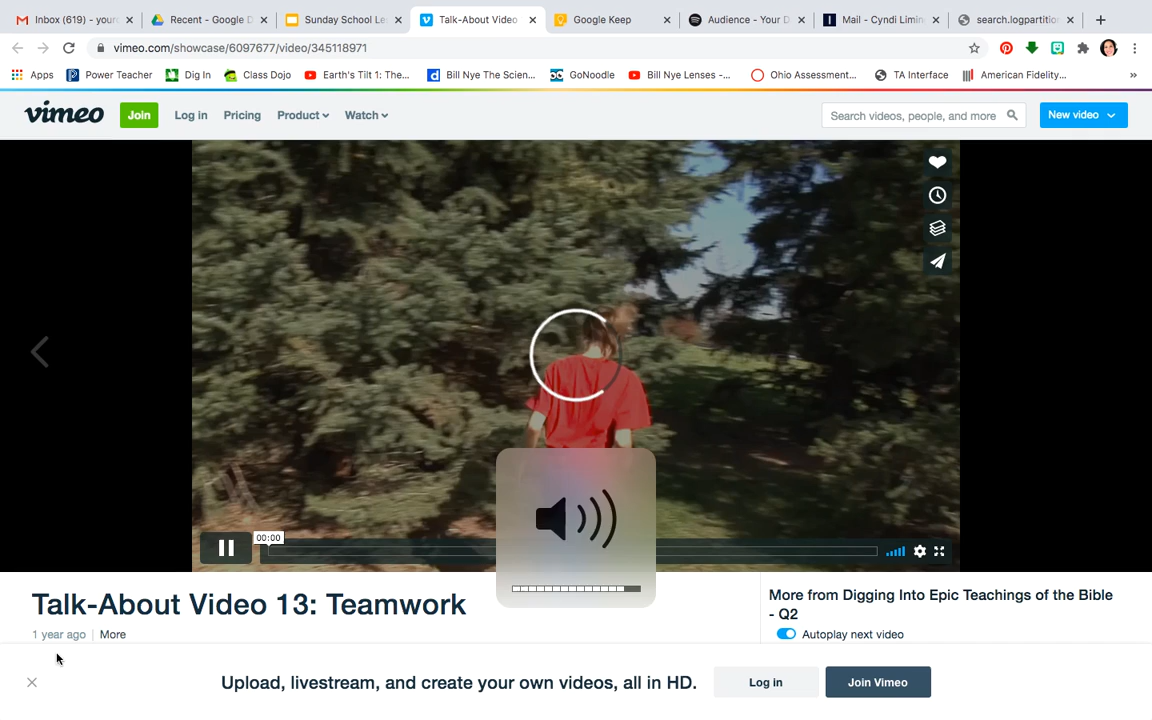 Inbox (619) - your
Recent - Google D
Sunday School Le
Talk-About Video
Google Keep
Audience - Your D
Mail - Cyndi Limin
search.logpartition
vimeo.com/showcase/6097677/video/345118971
Apps
Power Teacher
Dig In
Class Dojo
Earth's Tilt 1: The...
Bill Nye The Scien...
GoNoodle
Bill Nye Lenses -...
Ohio Assessment...
TA Interface
American Fidelity...
»
vimeo
Join
Log in
Pricing
Product
Watch
Search videos, people, and more
New video
00:00
Talk-About Video 13: Teamwork
1 year ago | More
More from Digging Into Epic Teachings of the Bible
- Q2
Autoplay next video
Upload, livestream, and create your own videos, all in HD.
Log in
Join Vimeo